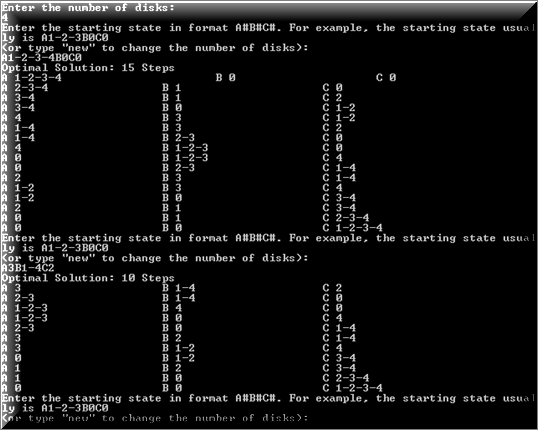 Enter the number of disks:
4
Enter the starting state in format A#B#C#. For example, the starting state usual
ly is A1-2-3B0C0
(or type "new" to change the number of disks):
A1-2-3-4B0C0
Optimal Solution: 15 Steps
A 1-2-3-4 B 0 C 0
A 2-3-4 B 1 C 0
A 3-4 B 1 C 2
A 3-4 B 0 C 1-2
A 4 B 3 C 1-2
A 1-4 B 3 C 2
A 1-4 B 2-3 C 0
A 4 B 1-2-3 C 0
A 0 B 1-2-3 C 4
A 0 B 2-3 C 1-4
A 2 B 3 C 1-4
A 1-2 B 3 C 4
A 1-2 B 0 C 3-4
A 2 B 1 C 3-4
A 0 B 1 C 2-3-4
A 0 B 0 C 1-2-3-4
Enter the starting state in format A#B#C#. For example, the starting state usual
ly is A1-2-3B0C0
(or type "new" to change the number of disks):
A3B1-4C2
Optimal Solution: 10 Steps
A 3 B 1-4 C 2
A 2-3 B 1-4 C 0
A 1-2-3 B 4 C 0
A 1-2-3 B 0 C 4
A 2-3 B 0 C 1-4
A 3 B 2 C 1-4
A 3 B 1-2 C 4
A 0 B 1-2 C 3-4
A 1 B 2 C 3-4
A 1 B 0 C 2-3-4
A 0 B 0 C 1-2-3-4
Enter the starting state in format A#B#C#. For example, the starting state usual
ly is A1-2-3B0C0
(or type "new" to change the number of disks):